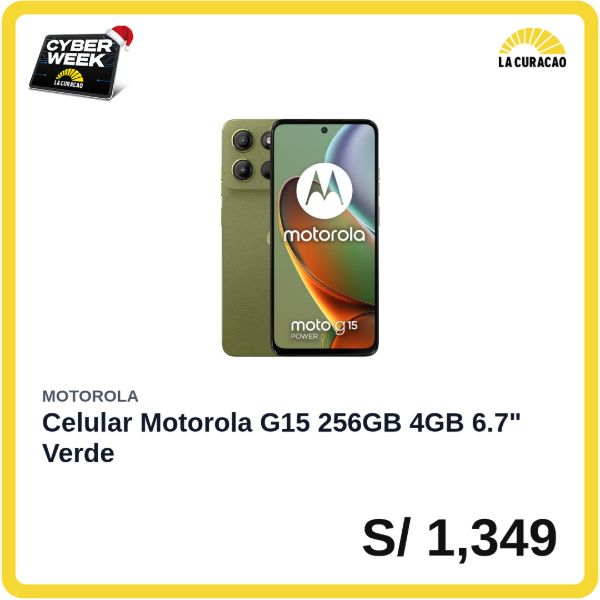 CYBER
WEEK
LA CURACAO
LA CURACAO
motorola
moto g15
POWER
MOTOROLA
Celular Motorola G15 256GB 4GB 6.7"
Verde
S/ 1,349